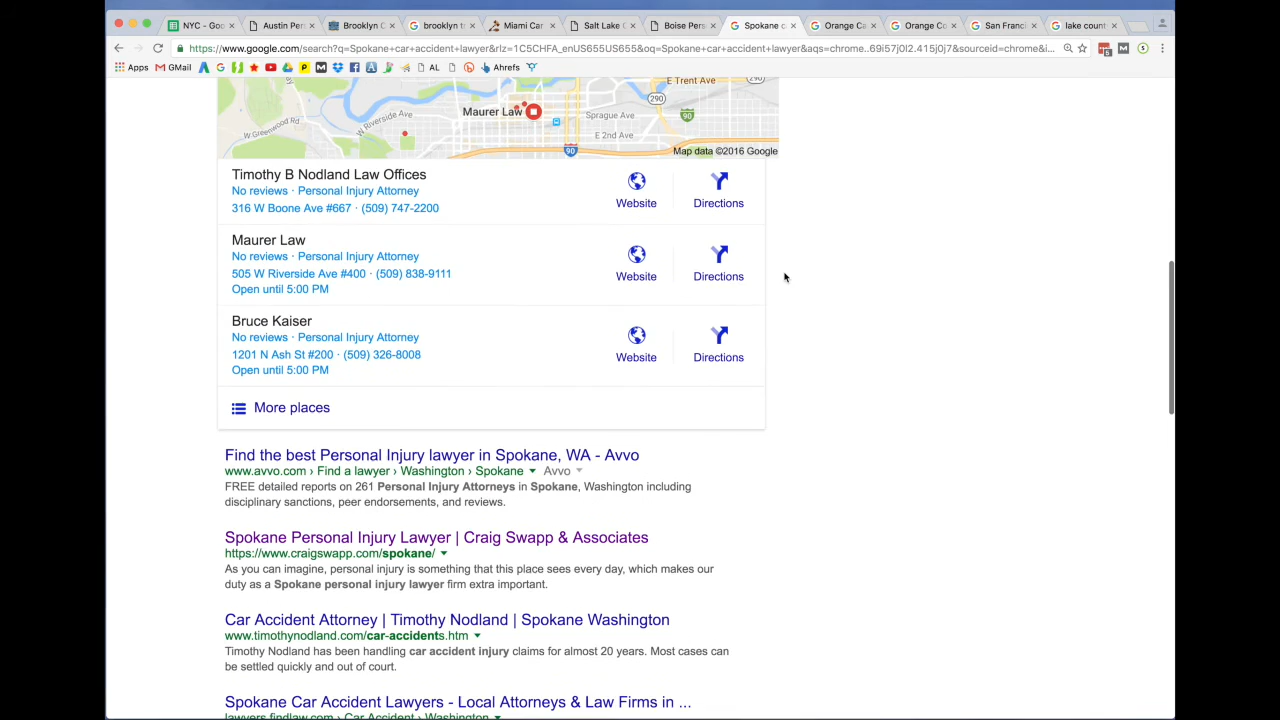 NYC - Goo
Austin Pers
Brooklyn C
brooklyn t
Miami Car
Salt Lake C
Boise Pers
Spokane c
Orange Ca
Orange Co
San Franci
lake count
https://www.google.com/search?q=Spokane+car+accident+lawyer&rlz=1C5CHFA_enUS655US655&oq=Spokane+car+accident+lawyer&aqs=chrome..69i57j0l2.415j0j7&sourceid=chrome&i...
Apps GMail AL Ahrefs
E Trent Ave
290
W Greenwood Rd
W Riverside Ave
Maurer Law
Sprague Ave
290
90
E 2nd Ave
90
Map data ©2016 Google
Timothy B Nodland Law Offices
No reviews · Personal Injury Attorney
316 W Boone Ave #667 · (509) 747-2200
Website Directions
Maurer Law
No reviews · Personal Injury Attorney
505 W Riverside Ave #400 · (509) 838-9111
Open until 5:00 PM
Website Directions
Bruce Kaiser
No reviews · Personal Injury Attorney
1201 N Ash St #200 · (509) 326-8008
Open until 5:00 PM
Website Directions
More places
Find the best Personal Injury lawyer in Spokane, WA - Avvo
www.avvo.com › Find a lawyer › Washington › Spokane Avvo
FREE detailed reports on 261 Personal Injury Attorneys in Spokane, Washington including
disciplinary sanctions, peer endorsements, and reviews.
Spokane Personal Injury Lawyer | Craig Swapp & Associates
https://www.craigswapp.com/spokane/
As you can imagine, personal injury is something that this place sees every day, which makes our
duty as a Spokane personal injury lawyer firm extra important.
Car Accident Attorney | Timothy Nodland | Spokane Washington
www.timothynodland.com/car-accidents.htm
Timothy Nodland has been handling car accident injury claims for almost 20 years. Most cases can
be settled quickly and out of court.
Spokane Car Accident Lawyers - Local Attorneys & Law Firms in ...
lawyers.findlaw.com › Car Accident › Washington